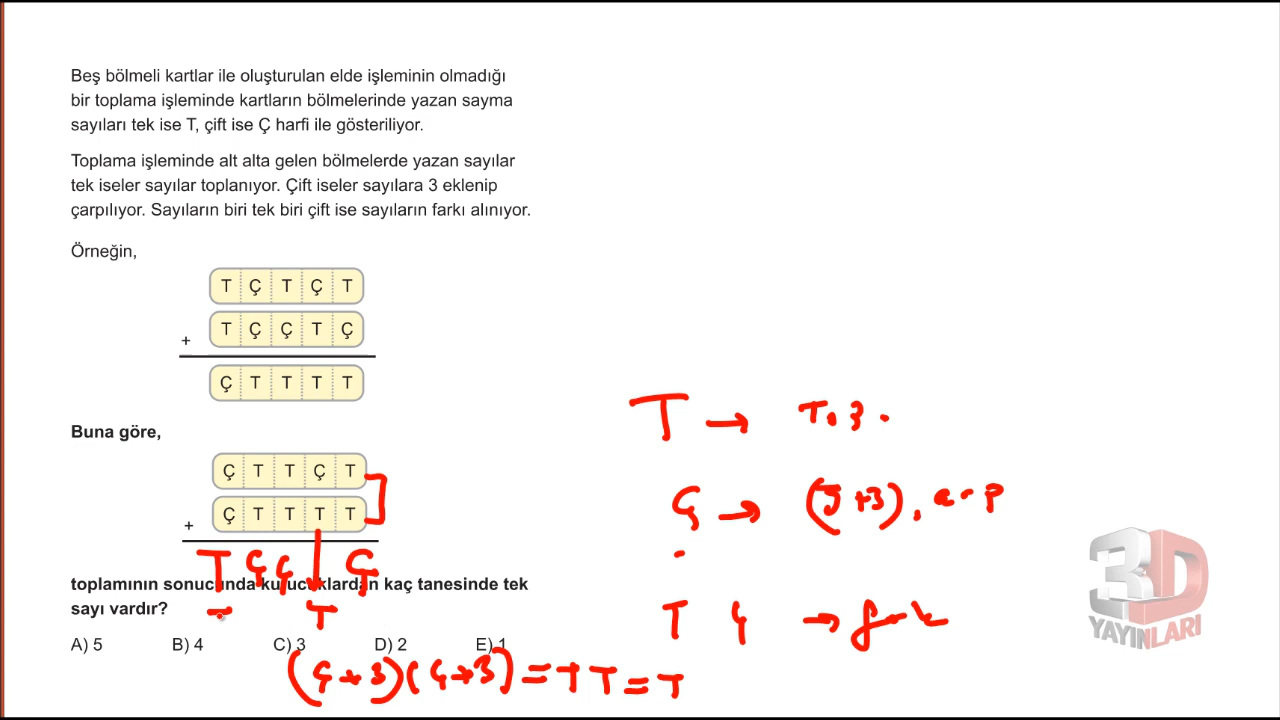 Beş bölmeli kartlar ile oluşturulan elde işleminin olmadığı
bir toplama işleminde kartların bölmelerinde yazan sayma
sayıları tek ise T, çift ise Ç harfi ile gösteriliyor.
Toplama işleminde alt alta gelen bölmelerde yazan sayılar
tek iseler sayılar toplanıyor. Çift iseler sayılara 3 eklenip
çarpılıyor. Sayıların biri tek biri çift ise sayıların farkı alınıyor.
Örneğin,
T Ç T Ç T
+ T Ç Ç T Ç
Ç T T T T
Buna göre,
Ç T T Ç T
+ Ç T T T T
T Ç Ç T Ç
toplamının sonucunda kutucuklardan kaç tanesinde tek
sayı vardır?
A) 5 B) 4 C) 3 D) 2 E) 1
(Ç+3)(Ç+3) = TT = T
T →
Ç → +3), arp
T Ç → fark
3D
YAYINLARI